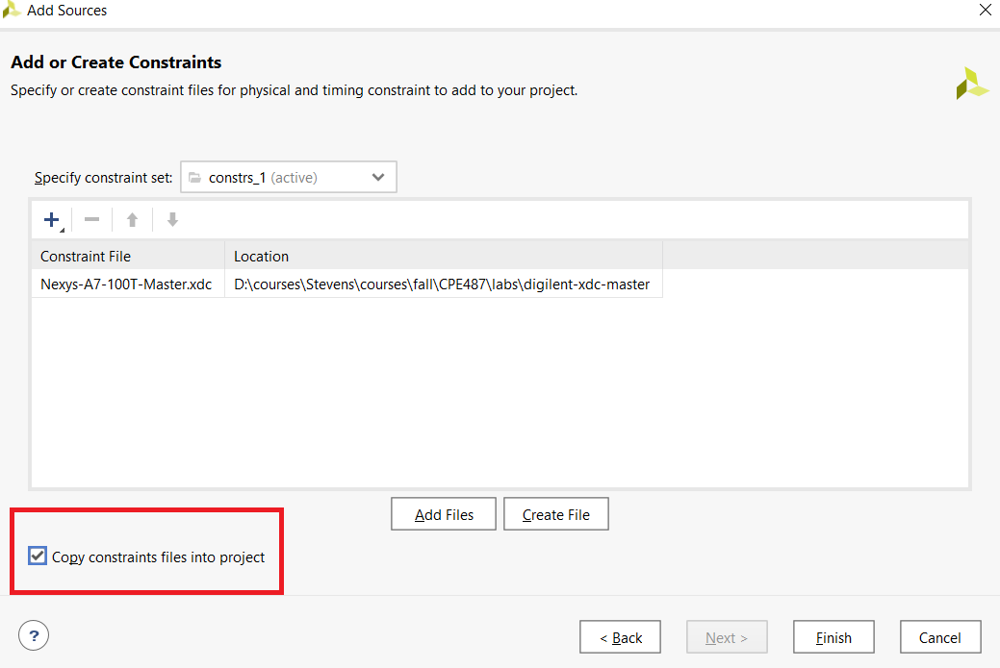 Add Sources
Add or Create Constraints
Specify or create constraint files for physical and timing constraint to add to your project.
Specify constraint set: constrs_1 (active)
Constraint File Location
Nexys-A7-100T-Master.xdc D:\courses\Stevens\courses\fall\CPE487\labs\digilent-xdc-master
Add Files Create File
Copy constraints files into project
? < Back Next > Finish Cancel